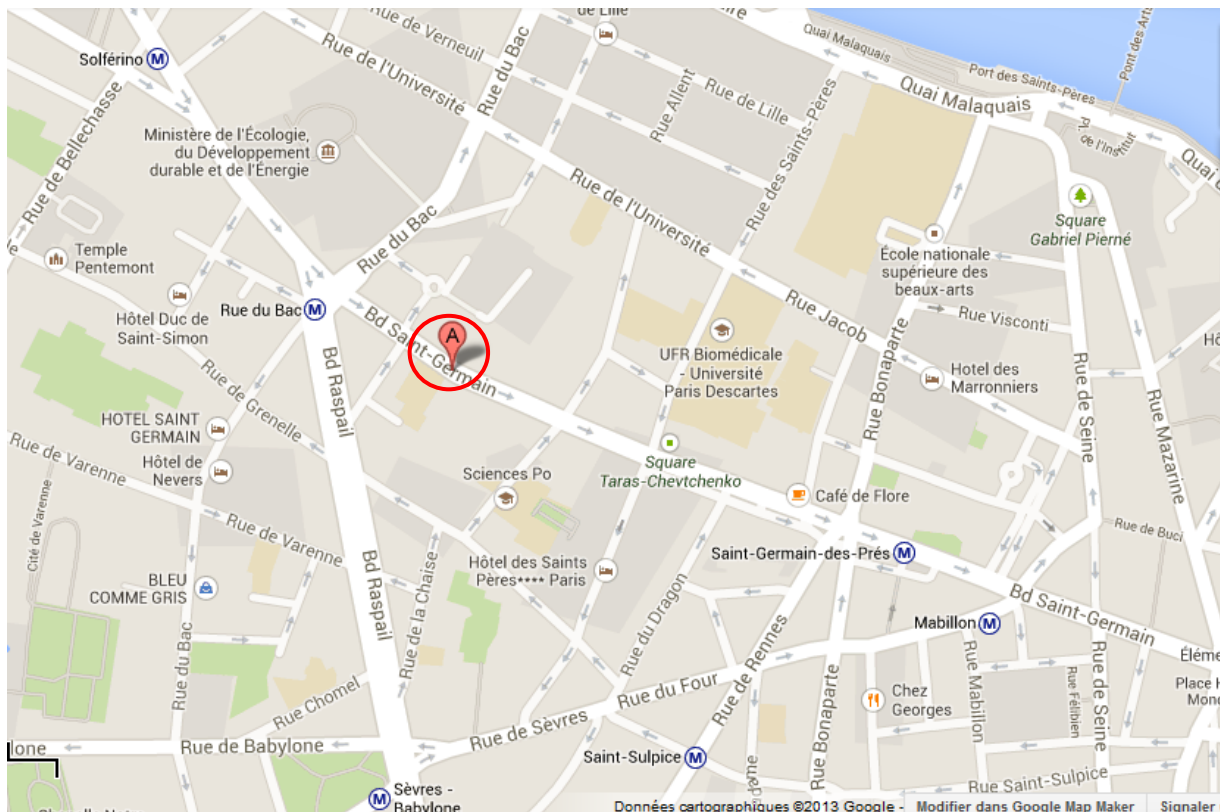 de Lille
Rue de Verneuil
Quai Malaquais
Pont des Arts
Solférino M
Rue de l'Université
Rue du Bac
Port des Saints-Pères
Quai Malaquais
Rue Allent
Rue de Lille
Rue des Saints-Pères
Pl. de l'Institut
Quai
Rue de Bellechasse
Ministère de l'Écologie,
du Développement
durable et de l'Énergie
Rue de l'Université
Square
Gabriel Pierné
Rue du Bac
Temple
Pentemont
École nationale
supérieure des
beaux-arts
Rue du Bac M
Hôtel Duc de
Saint-Simon
Bd Saint-Germain
A
Rue Jacob
Rue Visconti
UFR Biomédicale
- Université
Paris Descartes
Rue Bonaparte
Hotel des
Marronniers
Bd Raspail
Rue de Grenelle
Rue de Seine
Rue Mazarine
HOTEL SAINT
GERMAIN
Hôtel de
Nevers
Rue de Varenne
Sciences Po
Square
Taras-Chevtchenko
Café de Flore
Cité de Varenne
Rue de Varenne
Rue de Buci
Saint-Germain-des-Prés M
Bd Raspail
Hôtel des Saints
Pères**** Paris
BLEU
COMME GRIS
Rue de la Chaise
Rue du Dragon
Bd Saint-Germain
Mabillon M
Rue du Bac
Rue du Four
Rue de Rennes
Rue Bonaparte
Rue Mabillon
Rue Félibien
Rue de Seine
Place H
Mond
Chez
Georges
Rue Chomel
Rue de Sèvres
Rue de Babylone
Saint-Sulpice M
Rue Saint-Sulpice
Sèvres -
Babylone M
Données cartographiques ©2013 Google - Modifier dans Google Map Maker Signaler